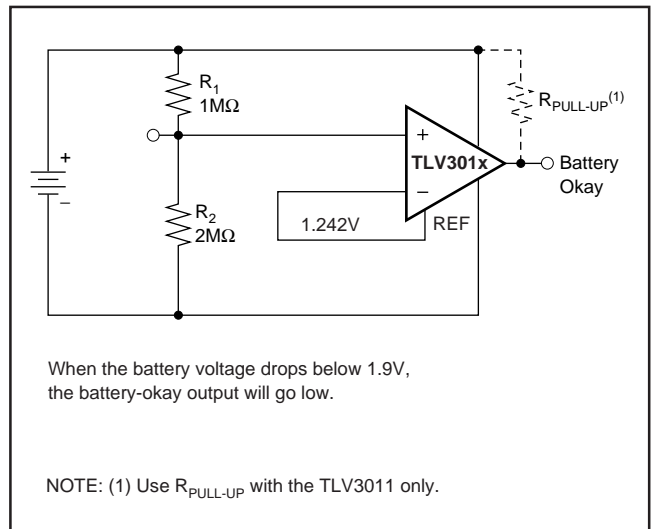 R1
1MΩ
RPULL-UP(1)
+
TLV301x
Battery
Okay
+
−
−
R2
2MΩ
1.242V
REF
When the battery voltage drops below 1.9V,
the battery-okay output will go low.
NOTE: (1) Use RPULL-UP with the TLV3011 only.